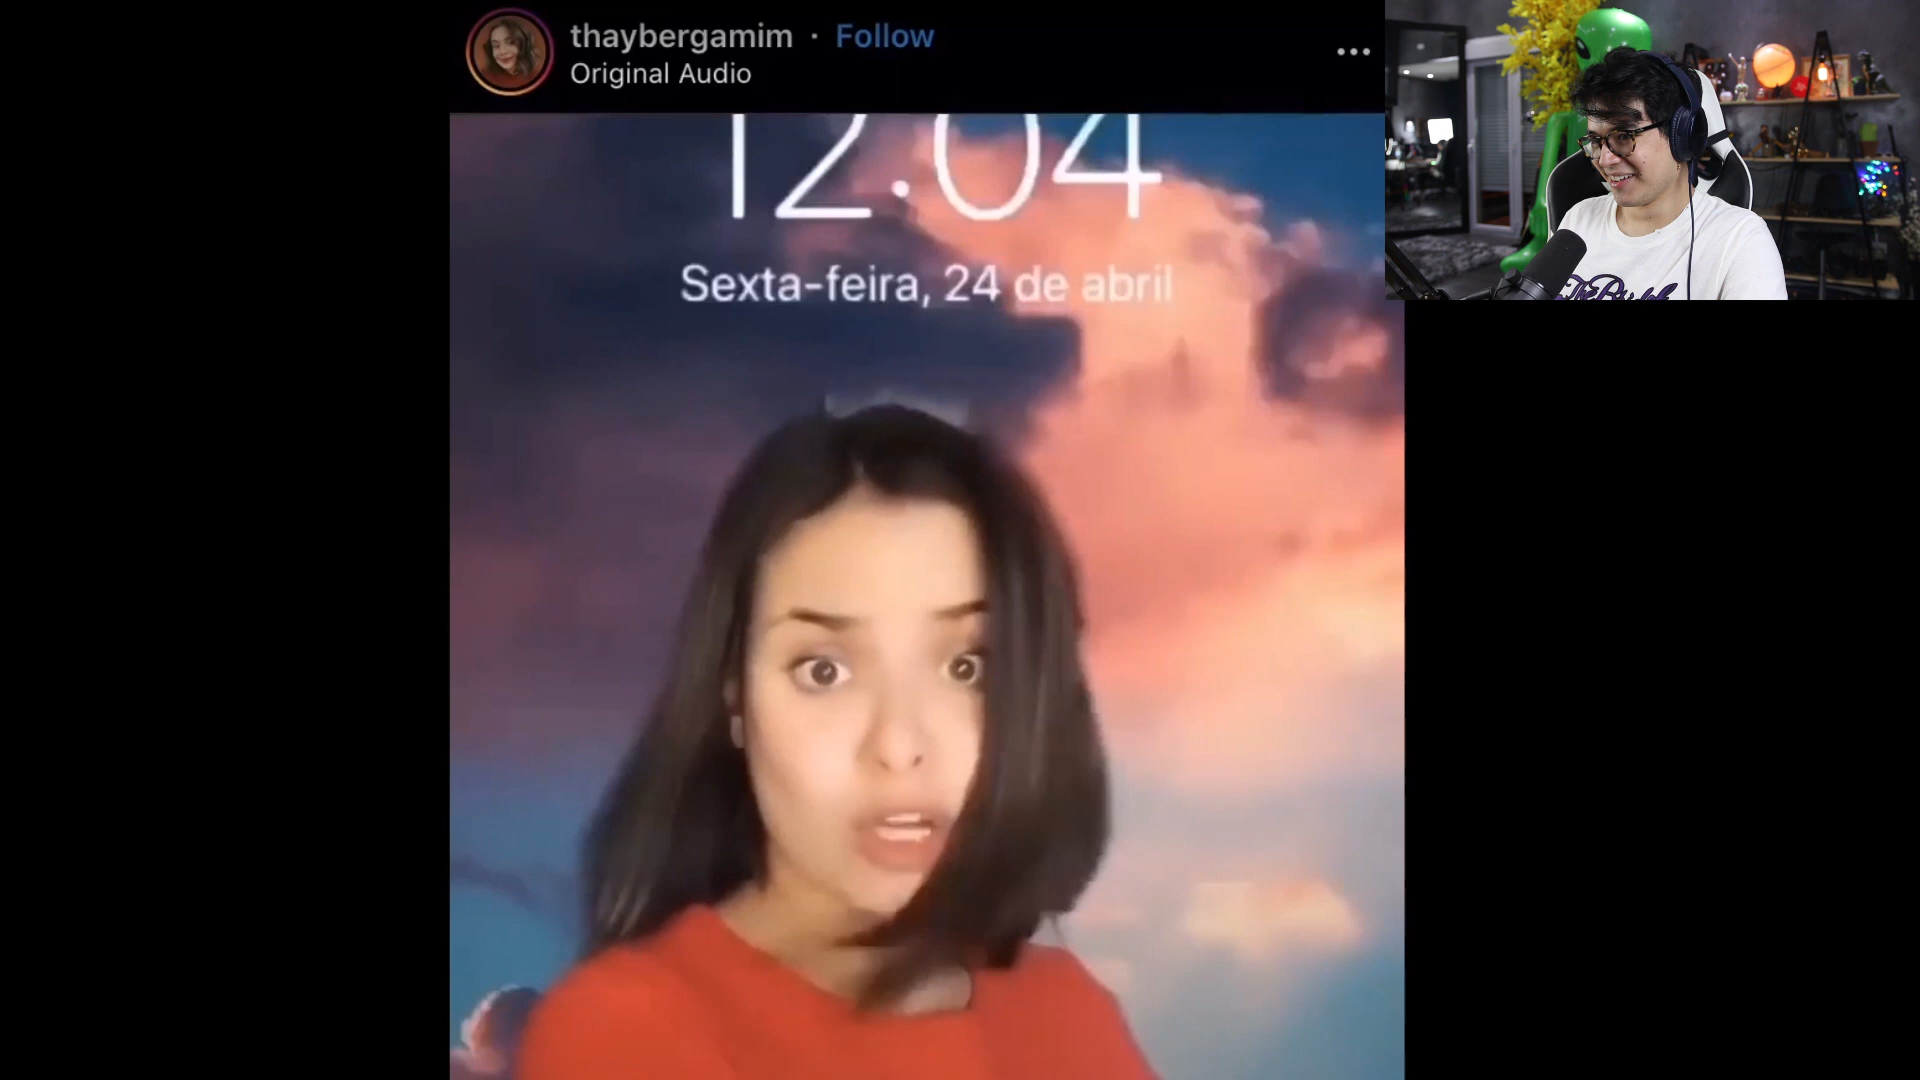 thaybergamim · Follow
Original Audio
12:04
Sexta-feira, 24 de abril